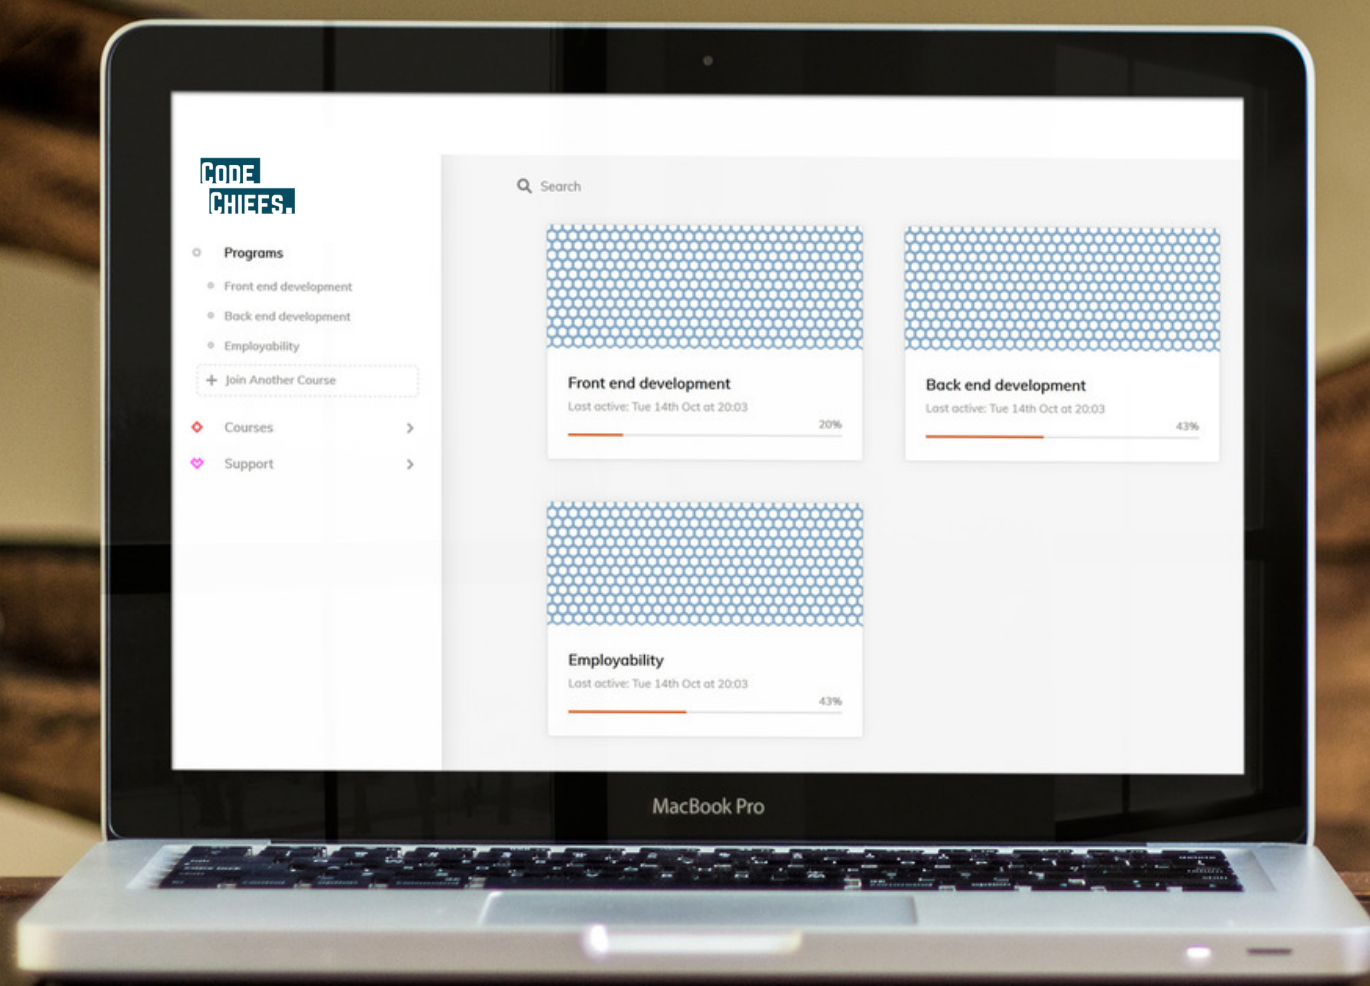 CODE
CHIEFS.
Programs
Front end development
Back end development
Employability
+ Join Another Course
Courses
Support
Search
Front end development
Last active: Tue 14th Oct at 20:03
20%
Back end development
Last active: Tue 14th Oct at 20:03
43%
Employability
Last active: Tue 14th Oct at 20:03
43%
MacBook Pro